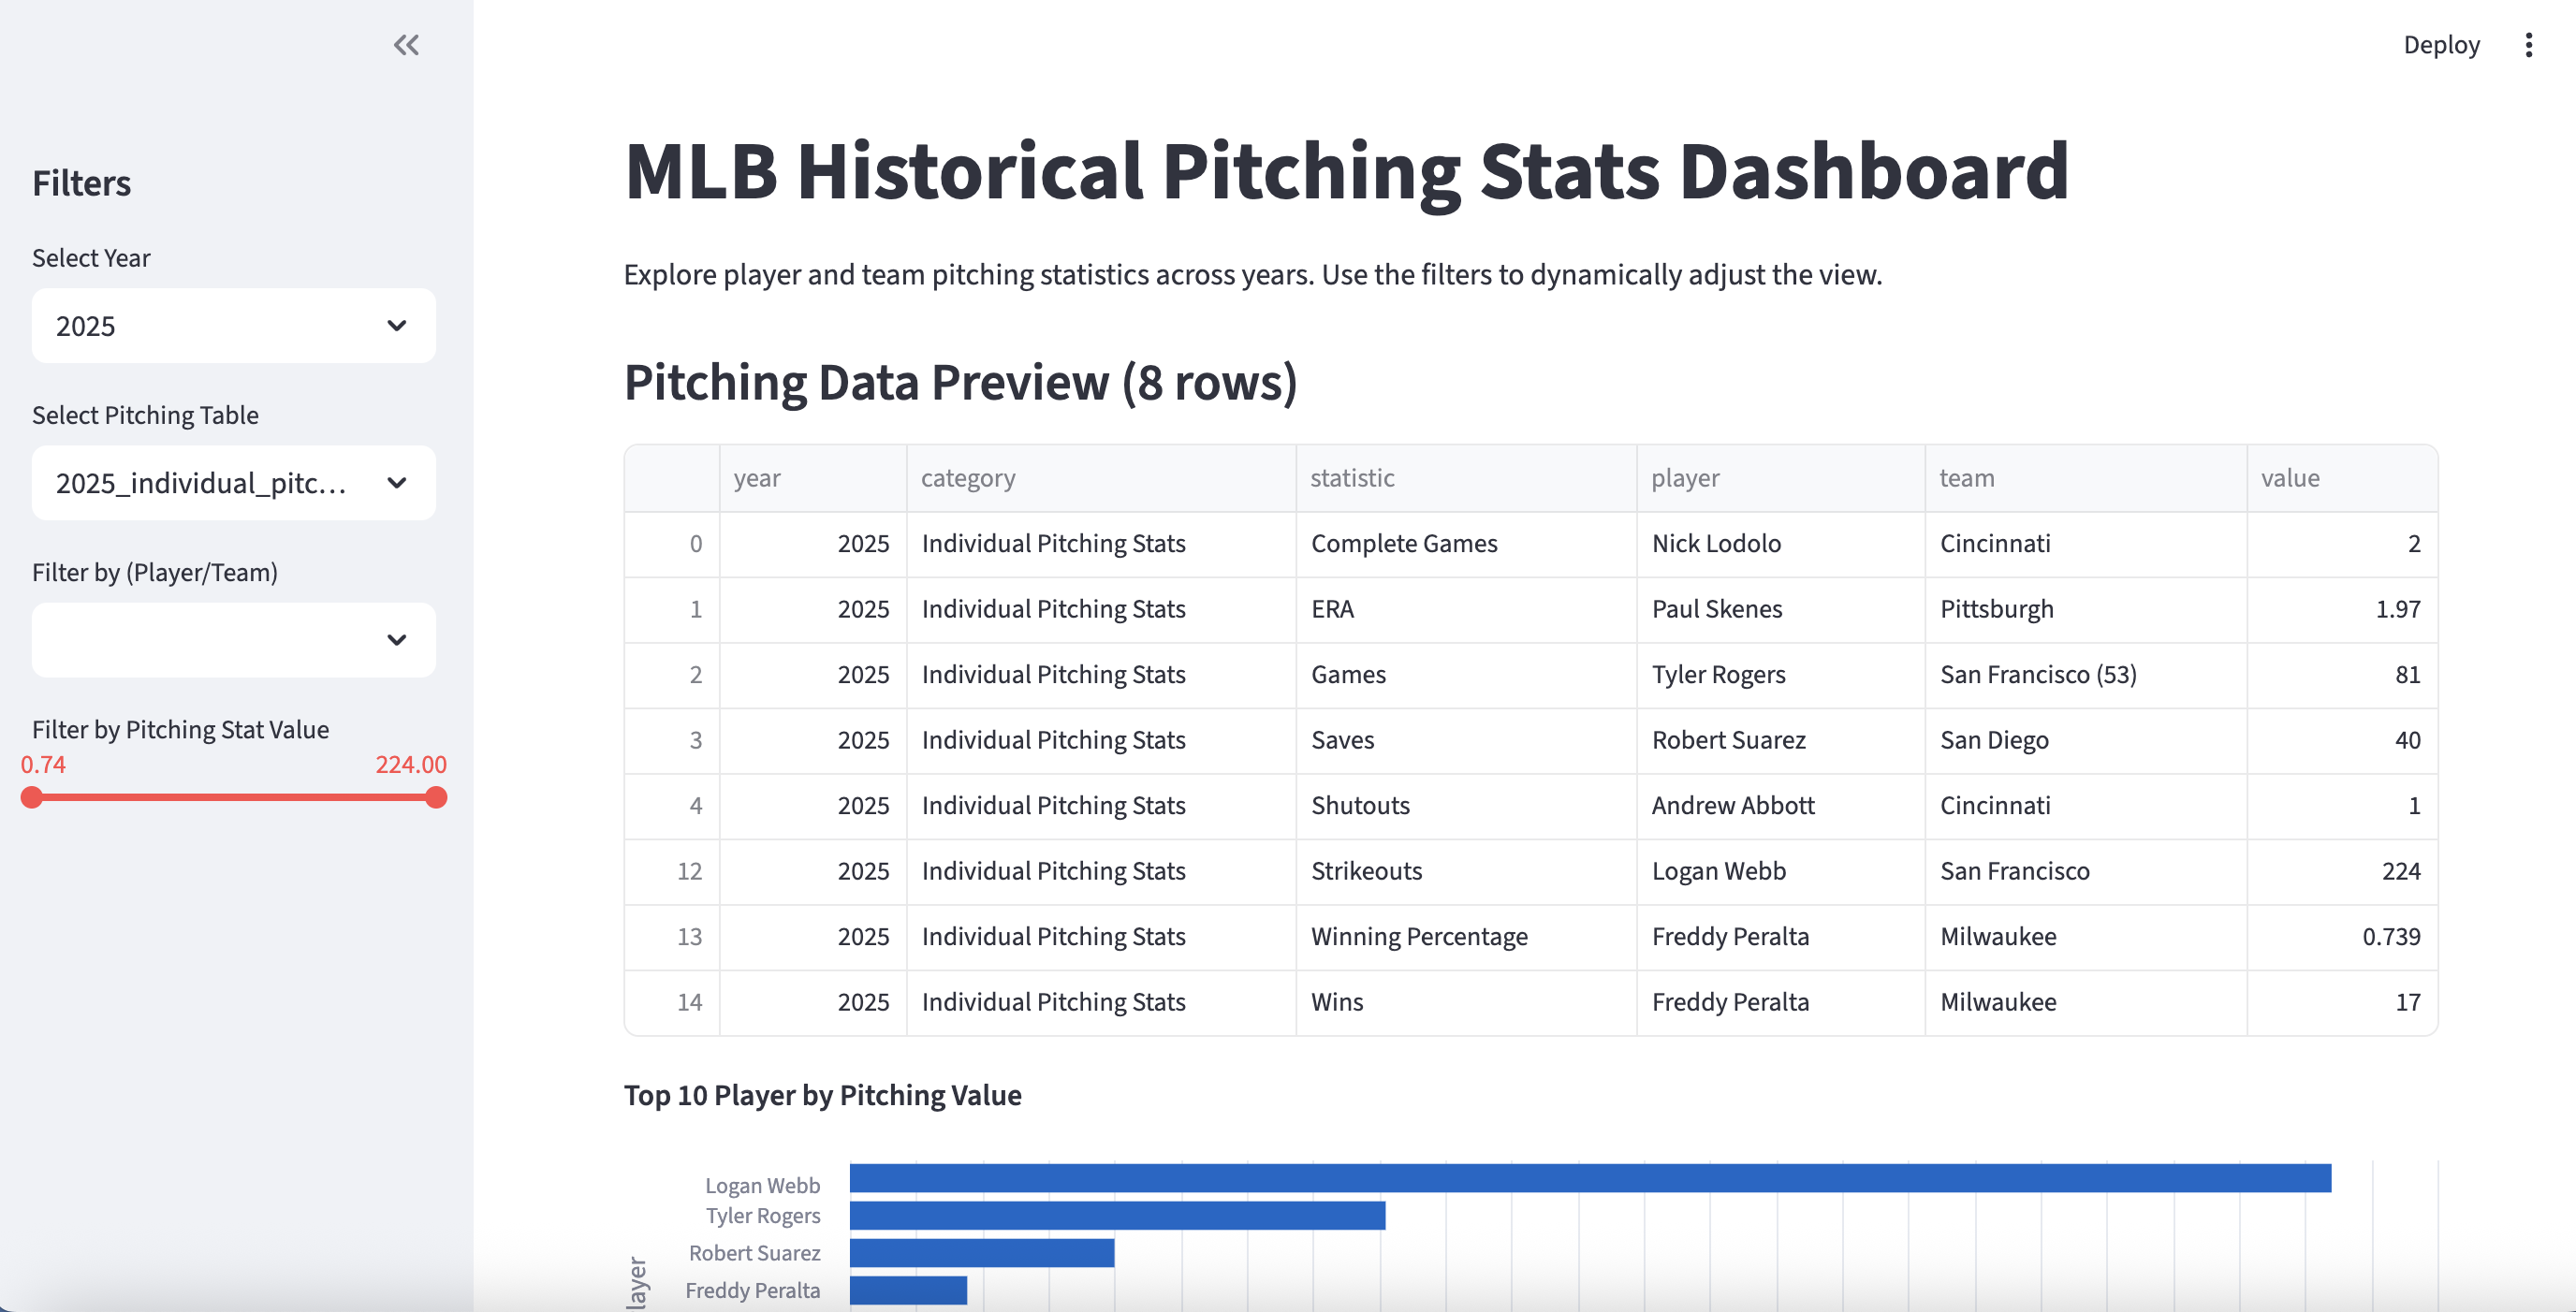 Deploy
Filters
Select Year
2025
Select Pitching Table
2025_individual_pitc...
Filter by (Player/Team)
Filter by Pitching Stat Value
0.74 224.00
MLB Historical Pitching Stats Dashboard
Explore player and team pitching statistics across years. Use the filters to dynamically adjust the view.
Pitching Data Preview (8 rows)
year category statistic player team value
0 2025 Individual Pitching Stats Complete Games Nick Lodolo Cincinnati 2
1 2025 Individual Pitching Stats ERA Paul Skenes Pittsburgh 1.97
2 2025 Individual Pitching Stats Games Tyler Rogers San Francisco (53) 81
3 2025 Individual Pitching Stats Saves Robert Suarez San Diego 40
4 2025 Individual Pitching Stats Shutouts Andrew Abbott Cincinnati 1
12 2025 Individual Pitching Stats Strikeouts Logan Webb San Francisco 224
13 2025 Individual Pitching Stats Winning Percentage Freddy Peralta Milwaukee 0.739
14 2025 Individual Pitching Stats Wins Freddy Peralta Milwaukee 17
Top 10 Player by Pitching Value
Logan Webb
Tyler Rogers
Robert Suarez
Freddy Peralta
layer